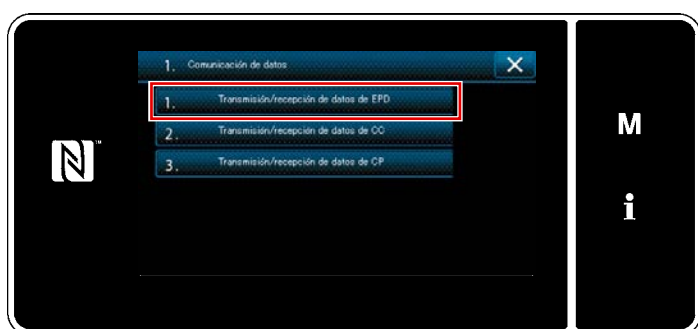 1. Comunicación de datos
1. Transmisión/recepción de datos de EPD
2. Transmisión/recepción de datos de CC
3. Transmisión/recepción de datos de CP
N™
M
i